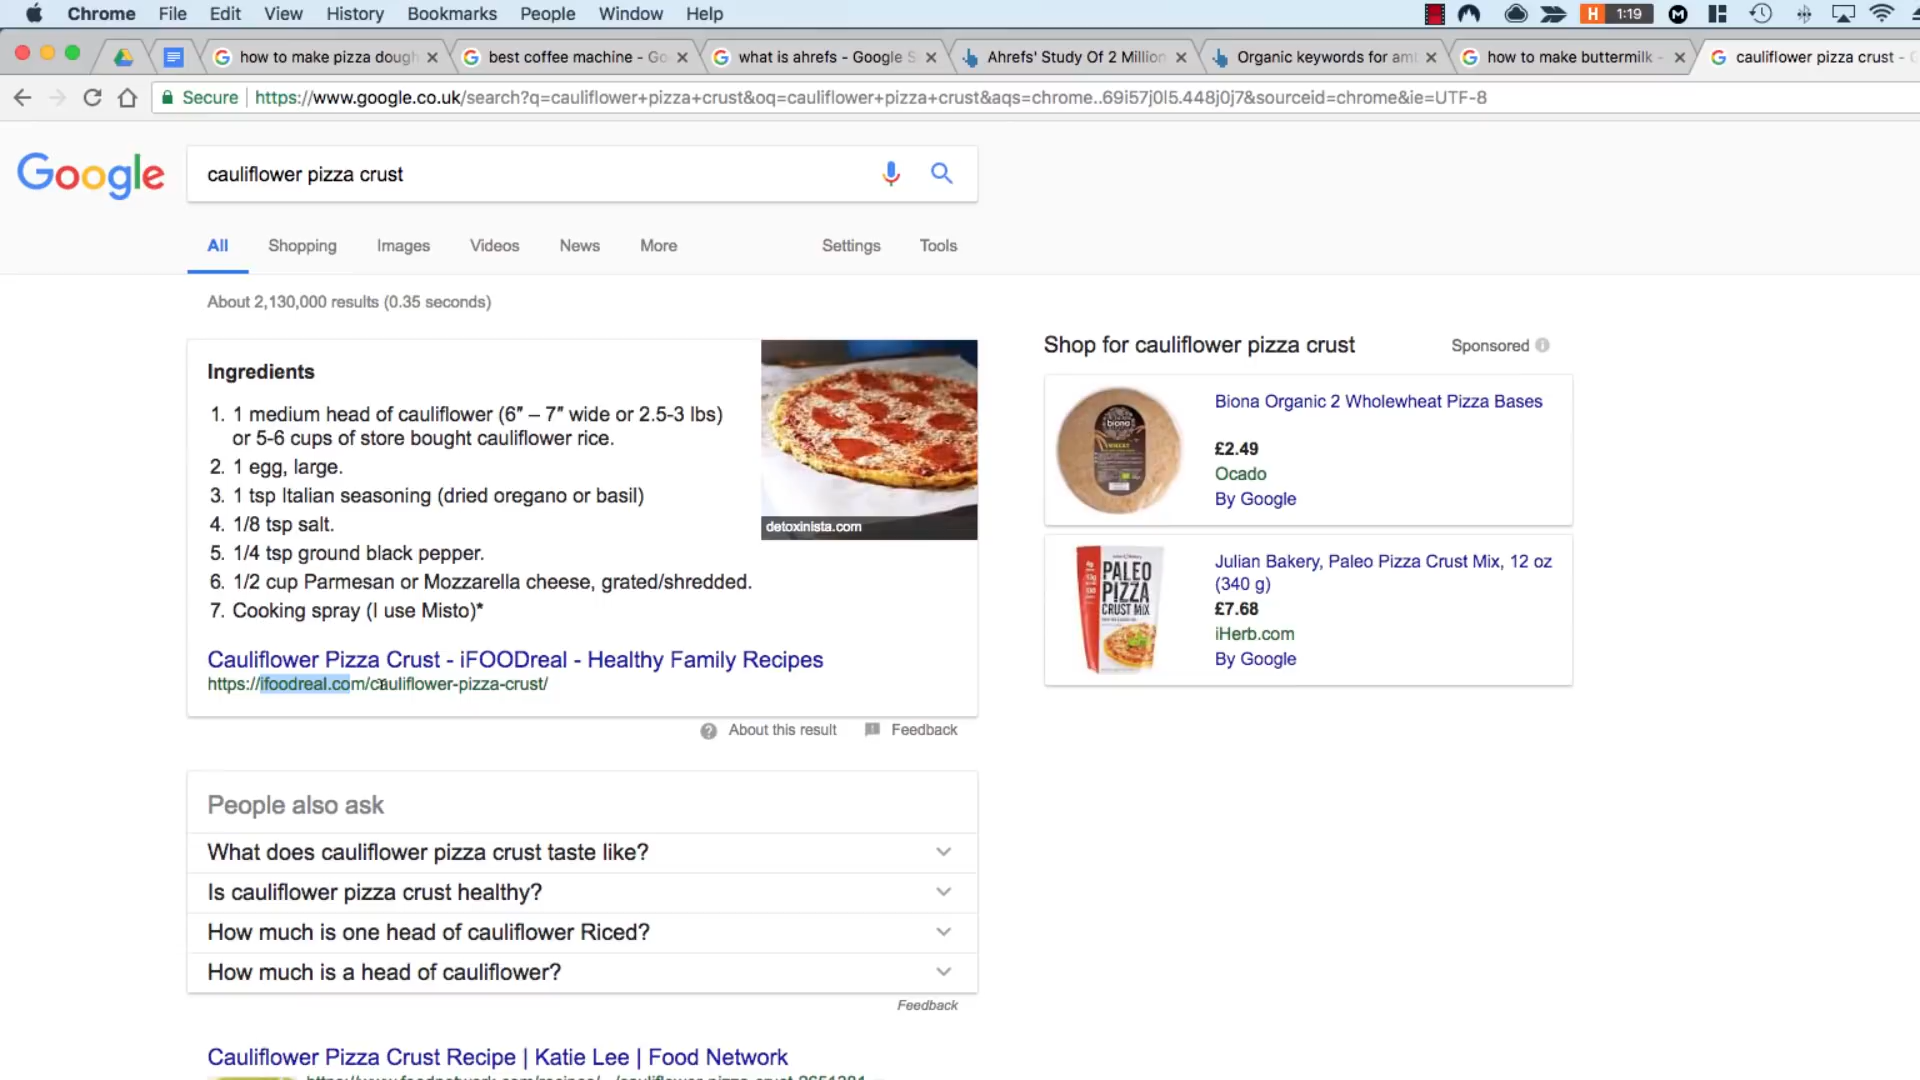 Chrome File Edit View History Bookmarks People Window Help H 1:19
how to make pizza dough best coffee machine - Go what is ahrefs - Google S Ahrefs' Study Of 2 Million Organic keywords for am how to make buttermilk - cauliflower pizza crust -
Secure https://www.google.co.uk/search?q=cauliflower+pizza+crust&oq=cauliflower+pizza+crust&aqs=chrome..69i57j0l5.448j0j7&sourceid=chrome&ie=UTF-8
Google cauliflower pizza crust
All Shopping Images Videos News More Settings Tools
About 2,130,000 results (0.35 seconds)
Ingredients
1. 1 medium head of cauliflower (6″ – 7″ wide or 2.5-3 lbs)
or 5-6 cups of store bought cauliflower rice.
2. 1 egg, large.
3. 1 tsp Italian seasoning (dried oregano or basil)
4. 1/8 tsp salt.
5. 1/4 tsp ground black pepper.
6. 1/2 cup Parmesan or Mozzarella cheese, grated/shredded.
7. Cooking spray (I use Misto)*
detoxinista.com
Cauliflower Pizza Crust - iFOODreal - Healthy Family Recipes
https://ifoodreal.com/cauliflower-pizza-crust/
About this result Feedback
People also ask
What does cauliflower pizza crust taste like?
Is cauliflower pizza crust healthy?
How much is one head of cauliflower Riced?
How much is a head of cauliflower?
Feedback
Cauliflower Pizza Crust Recipe | Katie Lee | Food Network
Shop for cauliflower pizza crust Sponsored
biona
Biona Organic 2 Wholewheat Pizza Bases
£2.49
Ocado
By Google
PALEO
PIZZA
CRUST MIX
Julian Bakery, Paleo Pizza Crust Mix, 12 oz
(340 g)
£7.68
iHerb.com
By Google